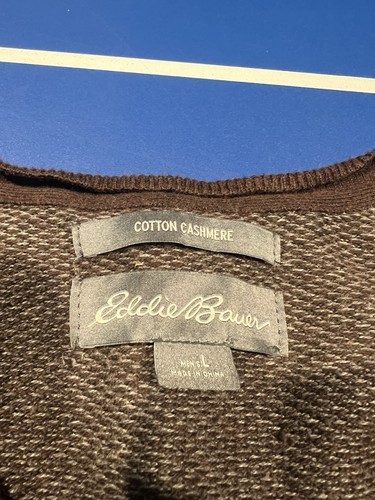 COTTON CASHMERE
Eddie Bauer
MEN'S L
MADE IN CHINA